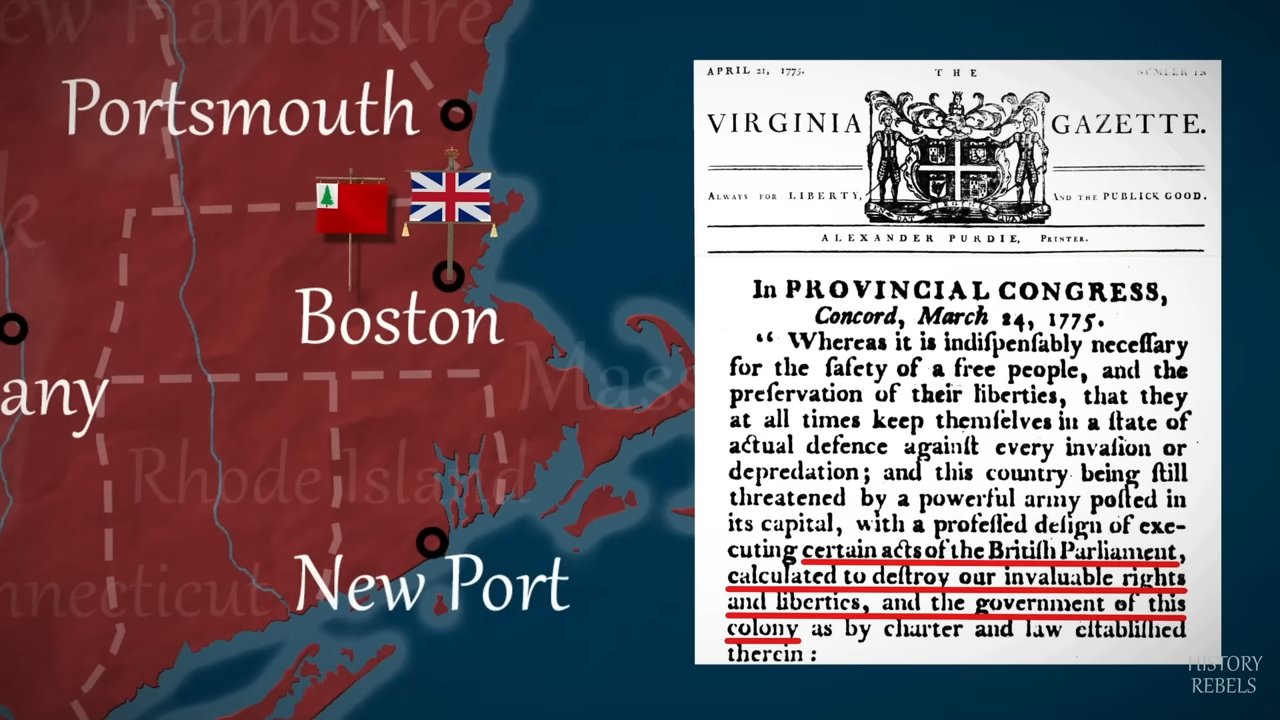 ew Hampshire
Portsmouth
k
Boston
any
Mass
Rhode Island
New Port
nnecticut
APRIL 21, 1775.
THE
VIRGINIA GAZETTE.
ALWAYS FOR LIBERTY, AND THE PUBLICK GOOD.
ALEXANDER PURDIE, PRINTER.
In PROVINCIAL CONGRESS,
Concord, March 24, 1775.
“ Whereas it is indiſpenſably neceſſary
for the ſafety of a free people, and the
preſervation of their liberties, that they
at all times keep themſelves in a ſtate of
actual defence againſt every invaſion or
depredation; and this country being ſtill
threatened by a powerful army poſted in
its capital, with a profeſſed deſign of exe-
cuting certain acts of the Britiſh Parliament,
calculated to deſtroy our invaluable rights
and liberties, and the government of this
colony as by charter and law eſtabliſhed
therein :
HISTORY
REBELS